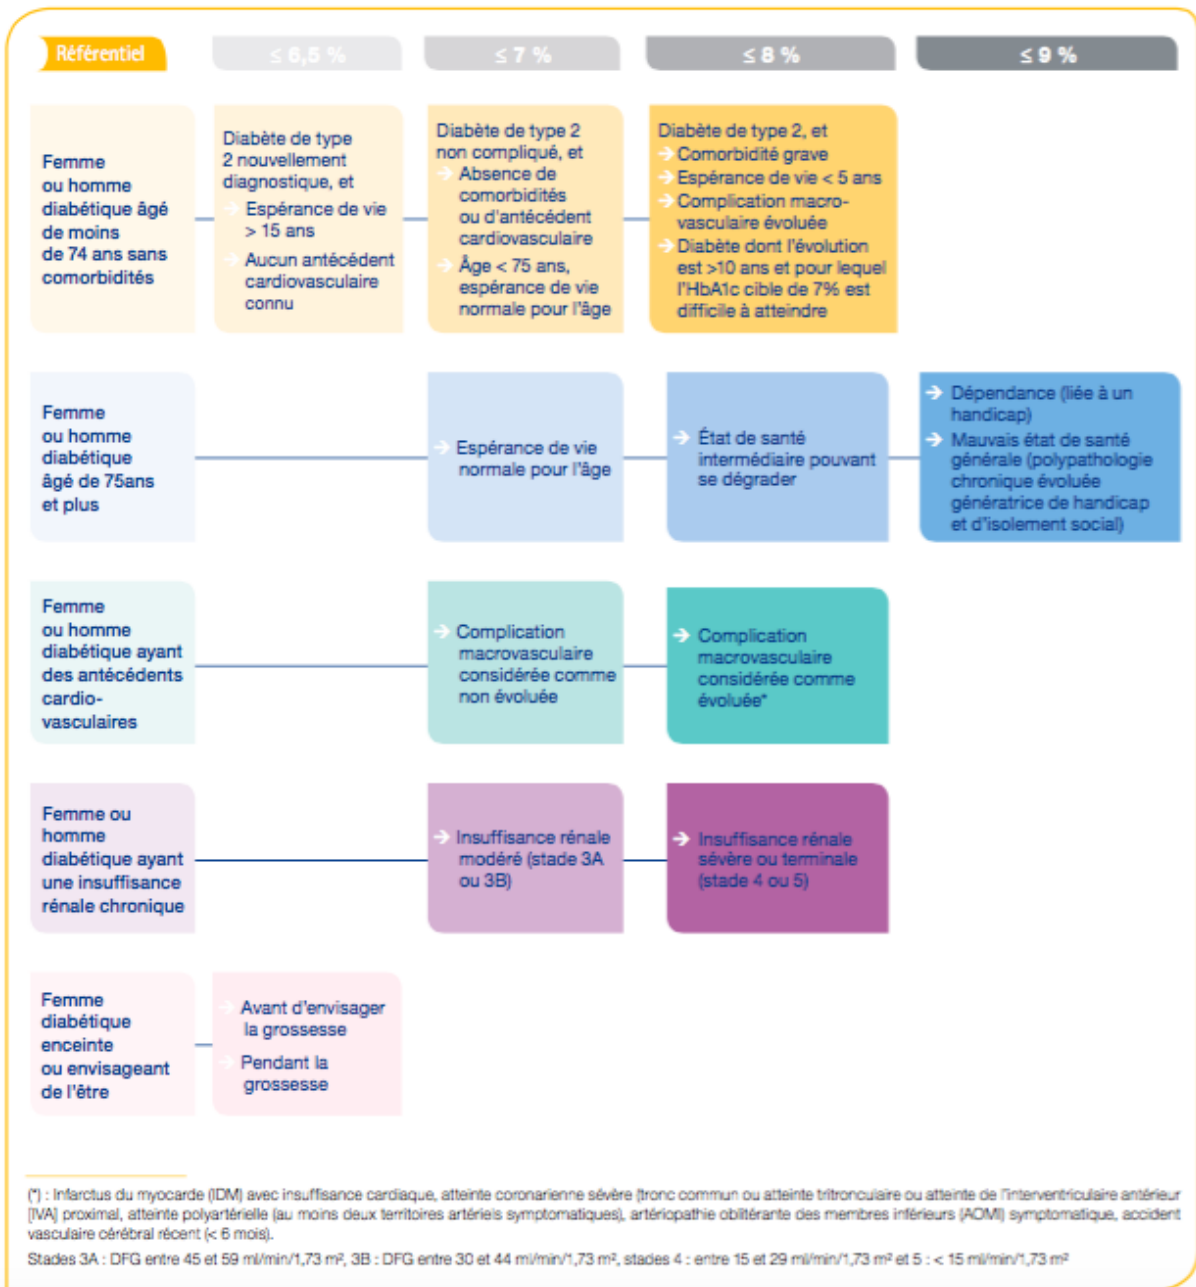 Référentiel
≤ 6,5 %
≤ 7 %
≤ 8 %
≤ 9 %
Femme
ou homme
diabétique âgé
de moins
de 74 ans sans
comorbidités
Diabète de type
2 nouvellement
diagnostique, et
→ Espérance de vie
> 15 ans
→ Aucun antécédent
cardiovasculaire
connu
Diabète de type 2
non compliqué, et
→ Absence de
comorbidités
ou d'antécédent
cardiovasculaire
→ Âge < 75 ans,
espérance de vie
normale pour l'âge
Diabète de type 2, et
→ Comorbidité grave
→ Espérance de vie < 5 ans
→ Complication macro-
vasculaire évoluée
→ Diabète dont l'évolution
est >10 ans et pour lequel
l'HbA1c cible de 7% est
difficile à atteindre
Femme
ou homme
diabétique
âgé de 75ans
et plus
→ Espérance de vie
normale pour l'âge
→ État de santé
intermédiaire pouvant
se dégrader
→ Dépendance (liée à un
handicap)
→ Mauvais état de santé
générale (polypathologie
chronique évoluée
génératrice de handicap
et d'isolement social)
Femme
ou homme
diabétique ayant
des antécédents
cardio-
vasculaires
→ Complication
macrovasculaire
considérée comme
non évoluée
→ Complication
macrovasculaire
considérée comme
évoluée*
Femme ou
homme
diabétique ayant
une insuffisance
rénale chronique
→ Insuffisance rénale
modéré (stade 3A
ou 3B)
→ Insuffisance rénale
sévère ou terminale
(stade 4 ou 5)
Femme
diabétique
enceinte
ou envisageant
de l'être
→ Avant d'envisager
la grossesse
→ Pendant la
grossesse
(*) : Infarctus du myocarde (IDM) avec insuffisance cardiaque, atteinte coronarienne sévère (tronc commun ou atteinte tritronculaire ou atteinte de l'interventriculaire antérieur
[IVA] proximal, atteinte polyartérielle (au moins deux territoires artériels symptomatiques), artériopathie oblitérante des membres inférieurs (AOMI) symptomatique, accident
vasculaire cérébral récent (< 6 mois).
Stades 3A : DFG entre 45 et 59 ml/min/1,73 m², 3B : DFG entre 30 et 44 ml/min/1,73 m², stades 4 : entre 15 et 29 ml/min/1,73 m² et 5 : < 15 ml/min/1,73 m²